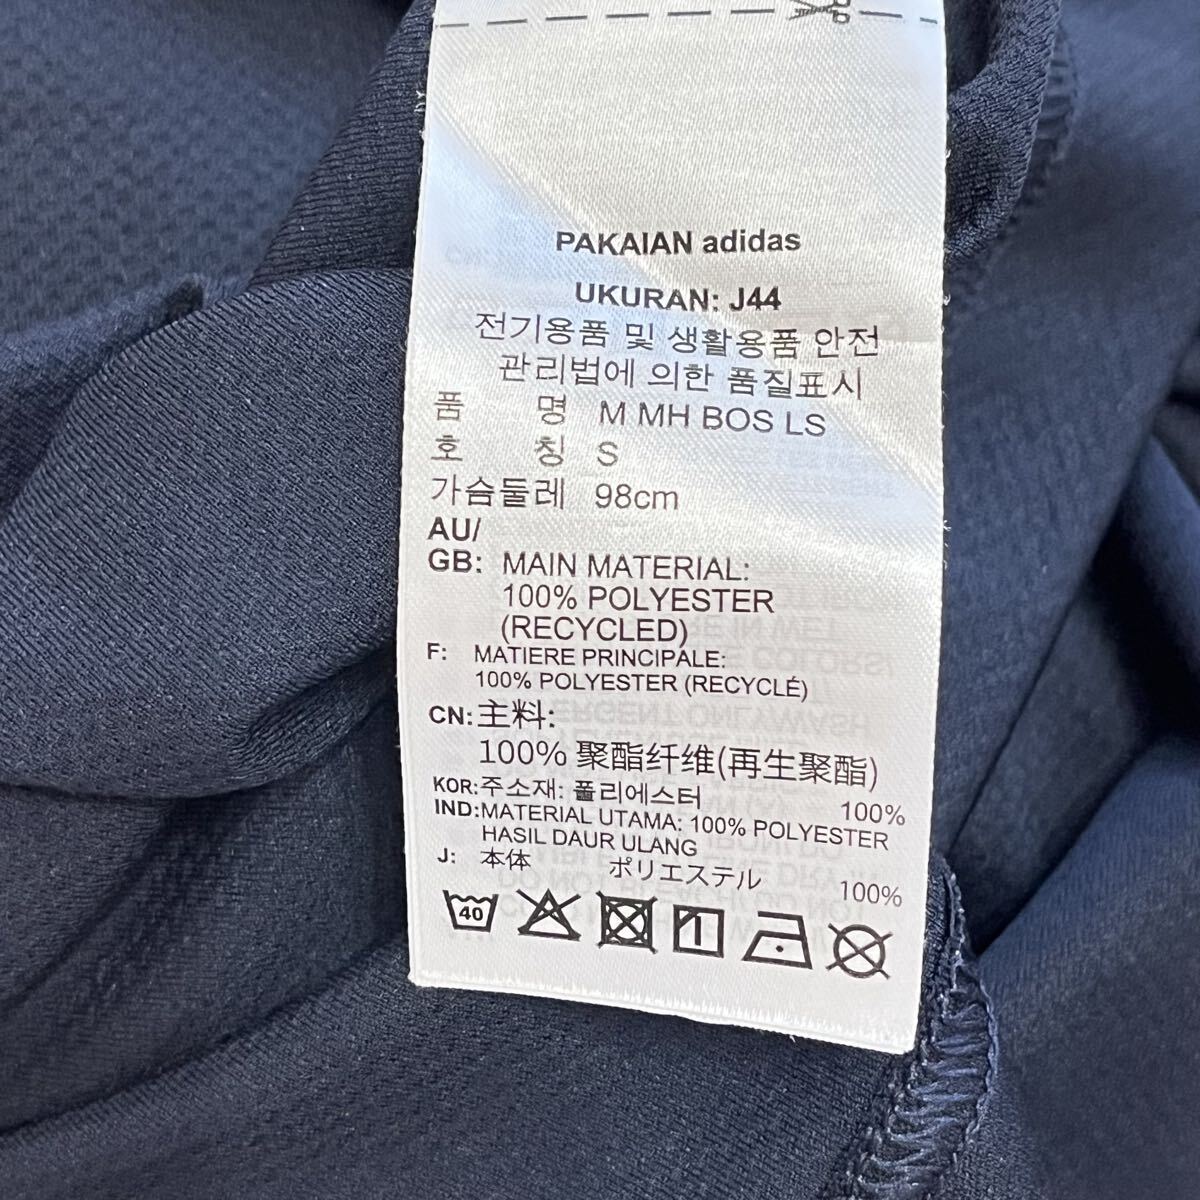 PAKAIAN adidas
UKURAN: J44
전기용품 및 생활용품 안전
관리법에 의한 품질표시
품 명 M MH BOS LS
호 칭 S
가슴둘레 98cm
AU/
GB: MAIN MATERIAL:
100% POLYESTER
(RECYCLED)
F: MATIERE PRINCIPALE:
100% POLYESTER (RECYCLÉ)
CN: 主料:
100% 聚酯纤维(再生聚酯)
KOR: 주소재: 폴리에스터 100%
IND: MATERIAL UTAMA: 100% POLYESTER
HASIL DAUR ULANG
J: 本体 ポリエステル 100%
40